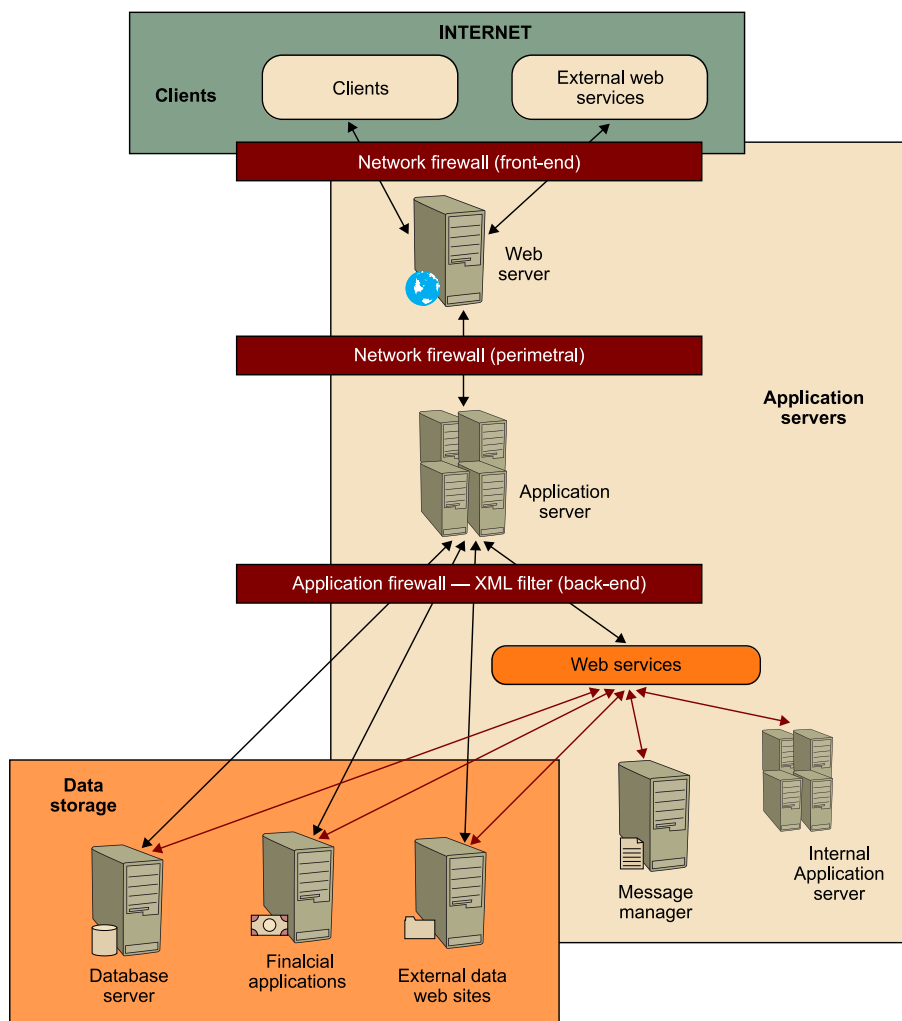 INTERNET
Clients
Clients
External web
services
Network firewall (front-end)
Web
server
Network firewall (perimetral)
Application
servers
Application
server
Application firewall — XML filter (back-end)
Web services
Data
storage
Database
server
Finalcial
applications
External data
web sites
Message
manager
Internal
Application
server